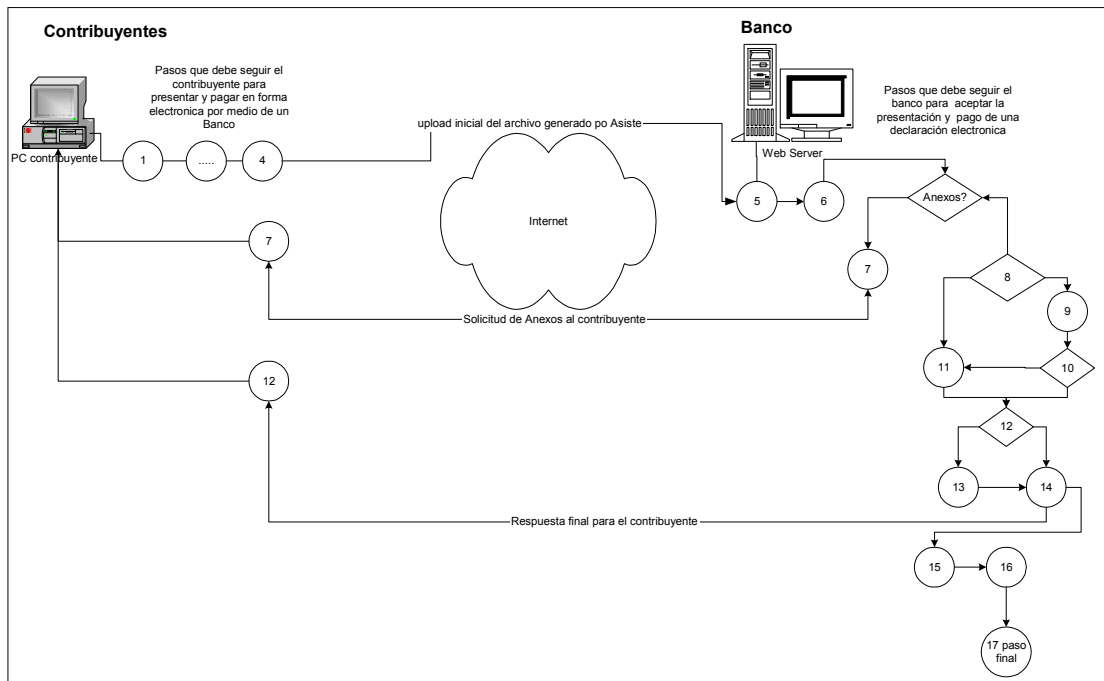 Contribuyentes
Banco
Pasos que debe seguir el
contribuyente para
presentar y pagar en forma
electronica por medio de un
Banco
Pasos que debe seguir el
banco para aceptar la
presentación y pago de una
declaración electronica
upload inicial del archivo generado po Asiste
PC contribuyente
1
.....
4
Web Server
5
6
Anexos?
Internet
7
7
8
Solicitud de Anexos al contribuyente
9
11
10
12
12
13
14
Respuesta final para el contribuyente
15
16
17 paso
final